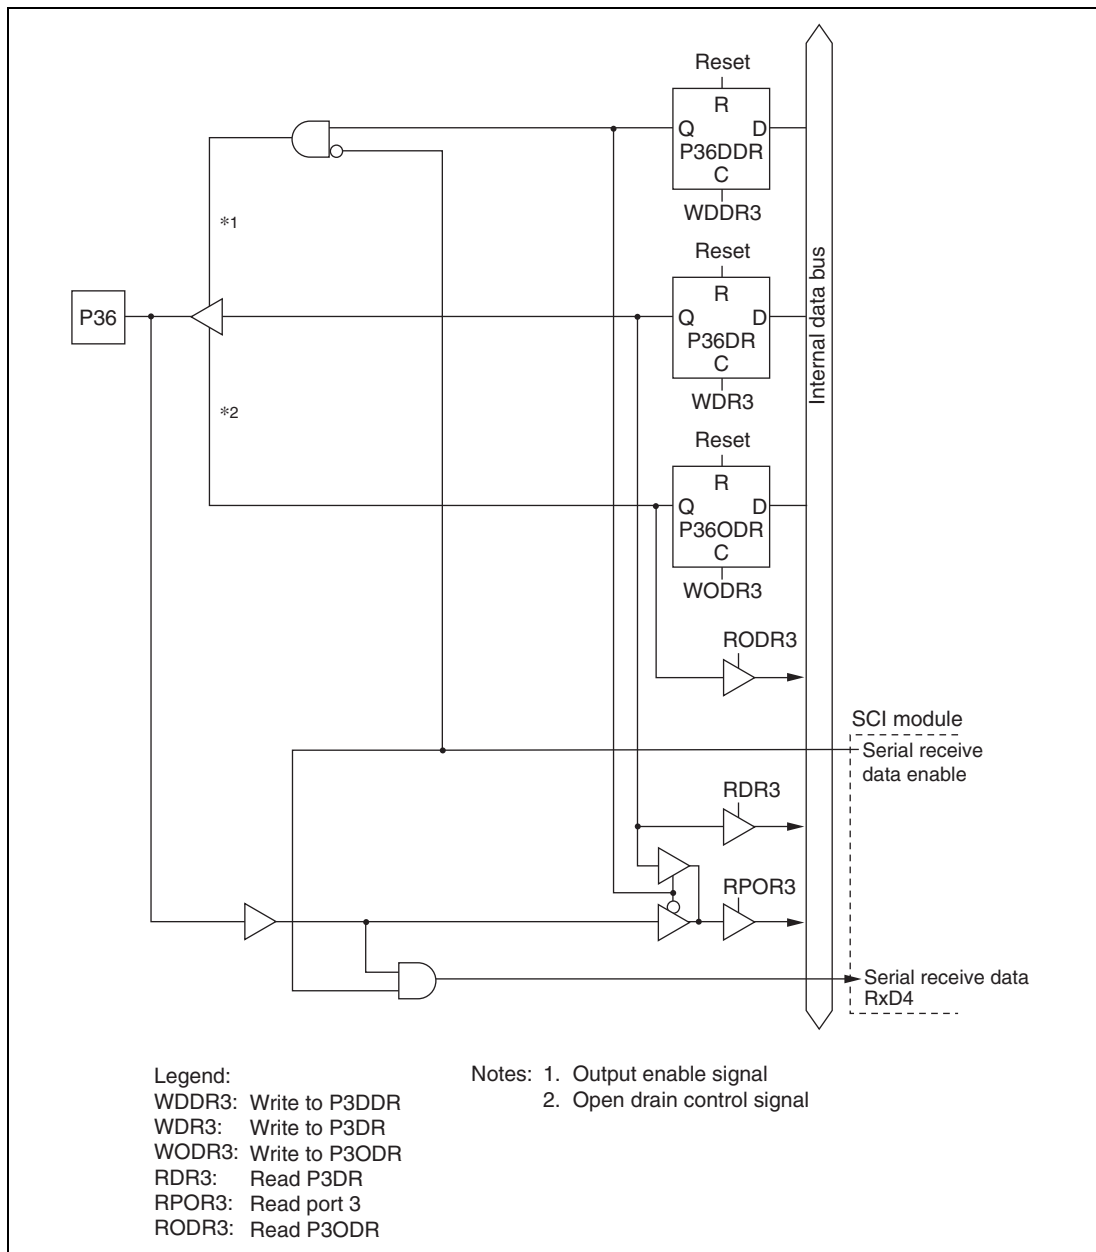 Reset
R
Q D
P36DDR
C
WDDR3
*1
Reset
R
Q D
P36DR
C
WDR3
P36
Internal data bus
*2
Reset
R
Q D
P36ODR
C
WODR3
RODR3
SCI module
Serial receive
data enable
RDR3
RPOR3
Serial receive data
RxD4
Legend:
WDDR3: Write to P3DDR
WDR3: Write to P3DR
WODR3: Write to P3ODR
RDR3: Read P3DR
RPOR3: Read port 3
RODR3: Read P3ODR
Notes: 1. Output enable signal
2. Open drain control signal